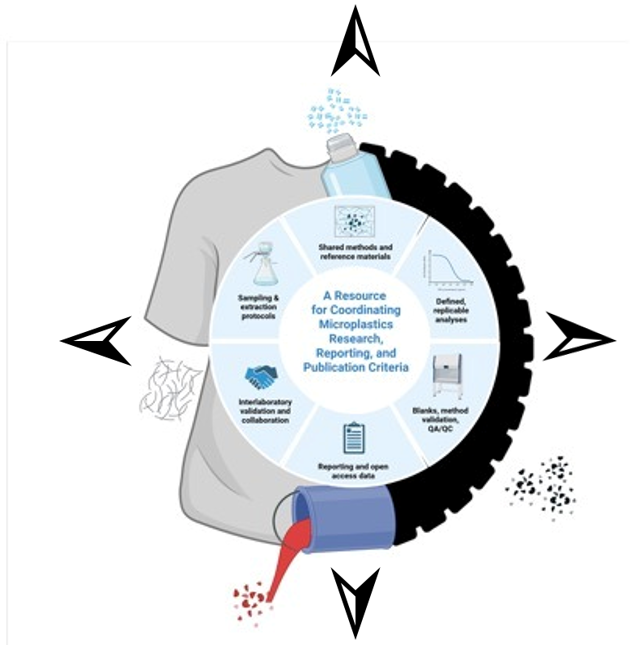 Shared methods and
reference materials
Sampling &
extraction
protocols
A Resource
for Coordinating
Microplastics
Research,
Reporting, and
Publication Criteria
Defined,
replicable
analyses
Interlaboratory
validation and
collaboration
Blanks, method
validation,
QA/QC
Reporting and open
access data